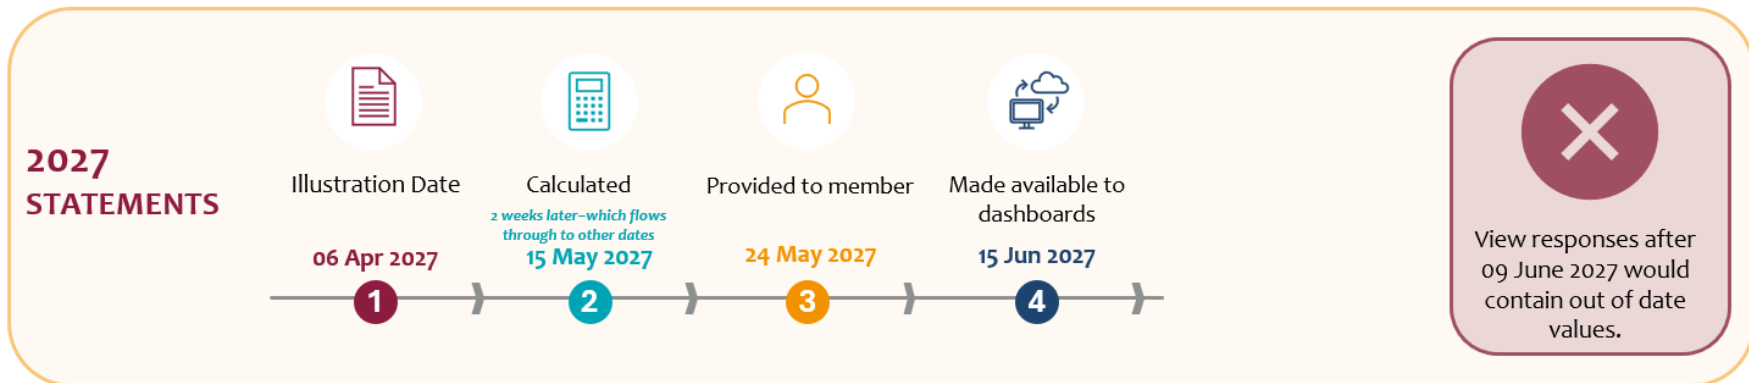 2027
STATEMENTS
Illustration Date
06 Apr 2027
1
Calculated
2 weeks later–which flows
through to other dates
15 May 2027
2
Provided to member
24 May 2027
3
Made available to
dashboards
15 Jun 2027
4
View responses after
09 June 2027 would
contain out of date
values.